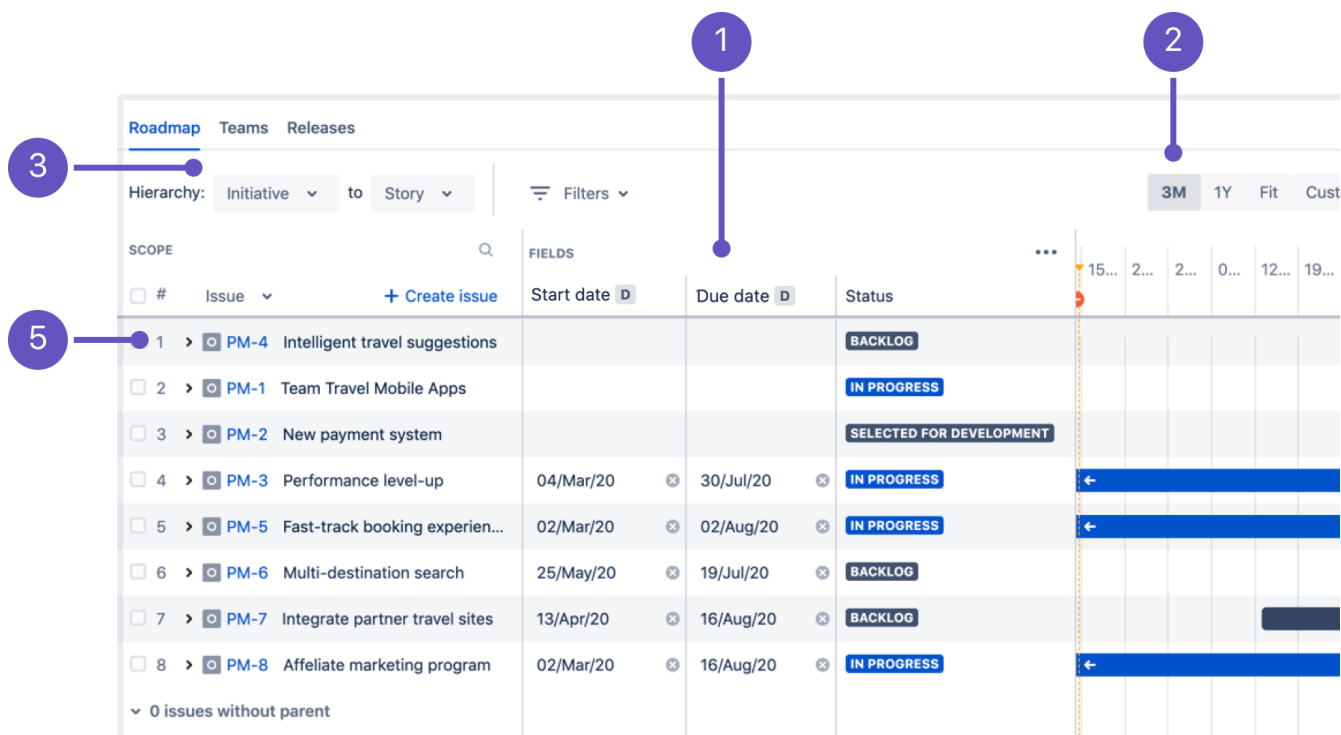 1
2
3
Roadmap Teams Releases
Hierarchy: Initiative to Story Filters
3M 1Y Fit Cust
SCOPE
FIELDS
15... 2... 2... 0... 12... 19...
# Issue + Create issue Start date D Due date D Status
5
1 PM-4 Intelligent travel suggestions BACKLOG
2 PM-1 Team Travel Mobile Apps IN PROGRESS
3 PM-2 New payment system SELECTED FOR DEVELOPMENT
4 PM-3 Performance level-up 04/Mar/20 30/Jul/20 IN PROGRESS
5 PM-5 Fast-track booking experien... 02/Mar/20 02/Aug/20 IN PROGRESS
6 PM-6 Multi-destination search 25/May/20 19/Jul/20 BACKLOG
7 PM-7 Integrate partner travel sites 13/Apr/20 16/Aug/20 BACKLOG
8 PM-8 Affeliate marketing program 02/Mar/20 16/Aug/20 IN PROGRESS
0 issues without parent